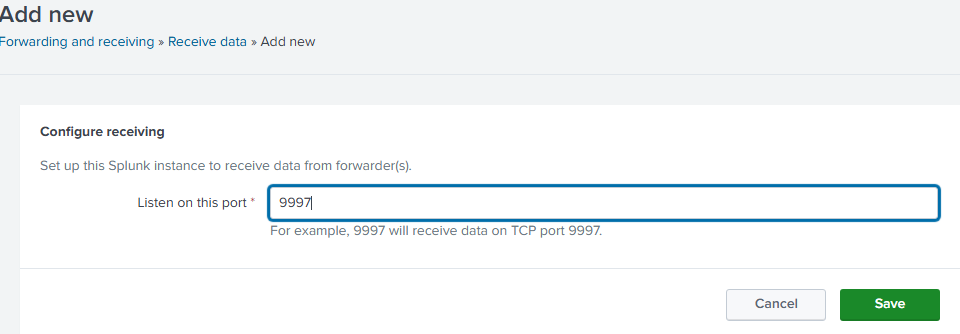 Add new
Forwarding and receiving » Receive data » Add new
Configure receiving
Set up this Splunk instance to receive data from forwarder(s).
Listen on this port * 9997
For example, 9997 will receive data on TCP port 9997.
Cancel Save